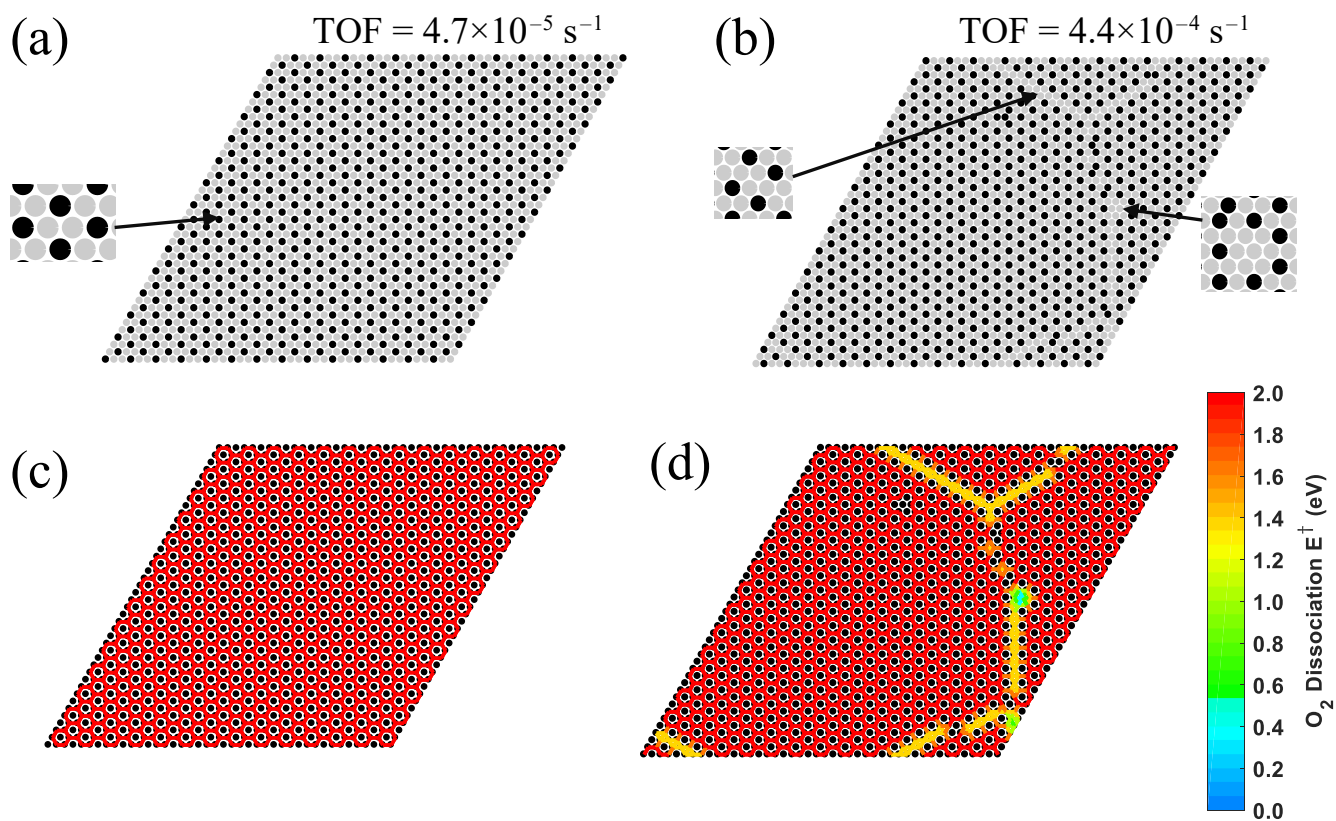 (a)
TOF = 4.7×10⁻⁵ s⁻¹
(b)
TOF = 4.4×10⁻⁴ s⁻¹
(c)
(d)
2.0
1.8
1.6
1.4
1.2
1.0
0.8
0.6
0.4
0.2
0.0
O₂ Dissociation E† (eV)